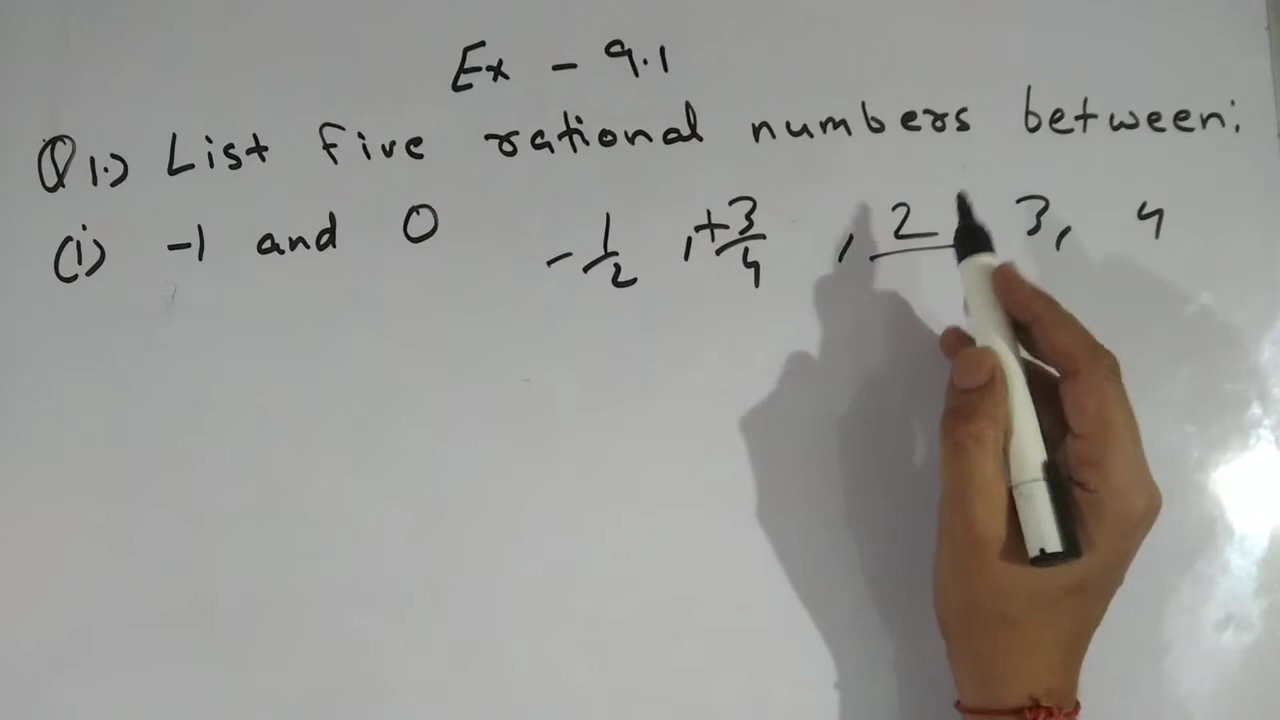 Ex - 9.1
Q1.) List five rational numbers between:
(i) -1 and 0 -1/2 , +3/4 , 2 3, 4